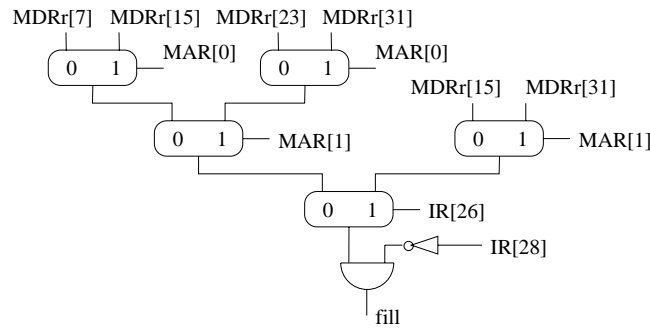 MDRr[7] MDRr[15] MDRr[23] MDRr[31]
0 1 MAR[0] 0 1 MAR[0]
MDRr[15] MDRr[31]
0 1 MAR[1] 0 1 MAR[1]
0 1 IR[26]
IR[28]
fill